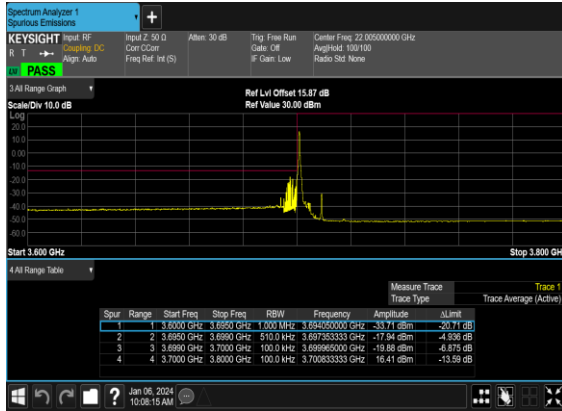 Spectrum Analyzer 1
Spurious Emissions
KEYSIGHT Input: RF Input Z: 50 Ω Atten: 30 dB Trig: Free Run Center Freq: 22.005000000 GHz
R T Coupling: DC Corr CCorr Gate: Off Avg|Hold: 100/100
Align: Auto Freq Ref: Int (S) IF Gain: Low Radio Std: None
PASS
3 All Range Graph Ref Lvl Offset 15.87 dB
Scale/Div 10.0 dB Ref Value 30.00 dBm
Log
20.0
10.0
0.00
-10.0
-20.0
-30.0
-40.0
-50.0
-60.0
Start 3.600 GHz Stop 3.800 GH
4 All Range Table
Measure Trace Trace 1
Trace Type Trace Average (Active)
Spur Range Start Freq Stop Freq RBW Frequency Amplitude ΔLimit
1 1 3.6000 GHz 3.6950 GHz 1.000 MHz 3.694050000 GHz -33.71 dBm -20.71 dB
2 2 3.6950 GHz 3.6990 GHz 510.0 kHz 3.697353333 GHz -17.94 dBm -4.936 dB
3 3 3.6990 GHz 3.7000 GHz 100.0 kHz 3.699965000 GHz -19.88 dBm -6.875 dB
4 4 3.7000 GHz 3.8000 GHz 100.0 kHz 3.700833333 GHz 16.41 dBm -13.59 dB
? Jan 06, 2024
10:08:15 AM